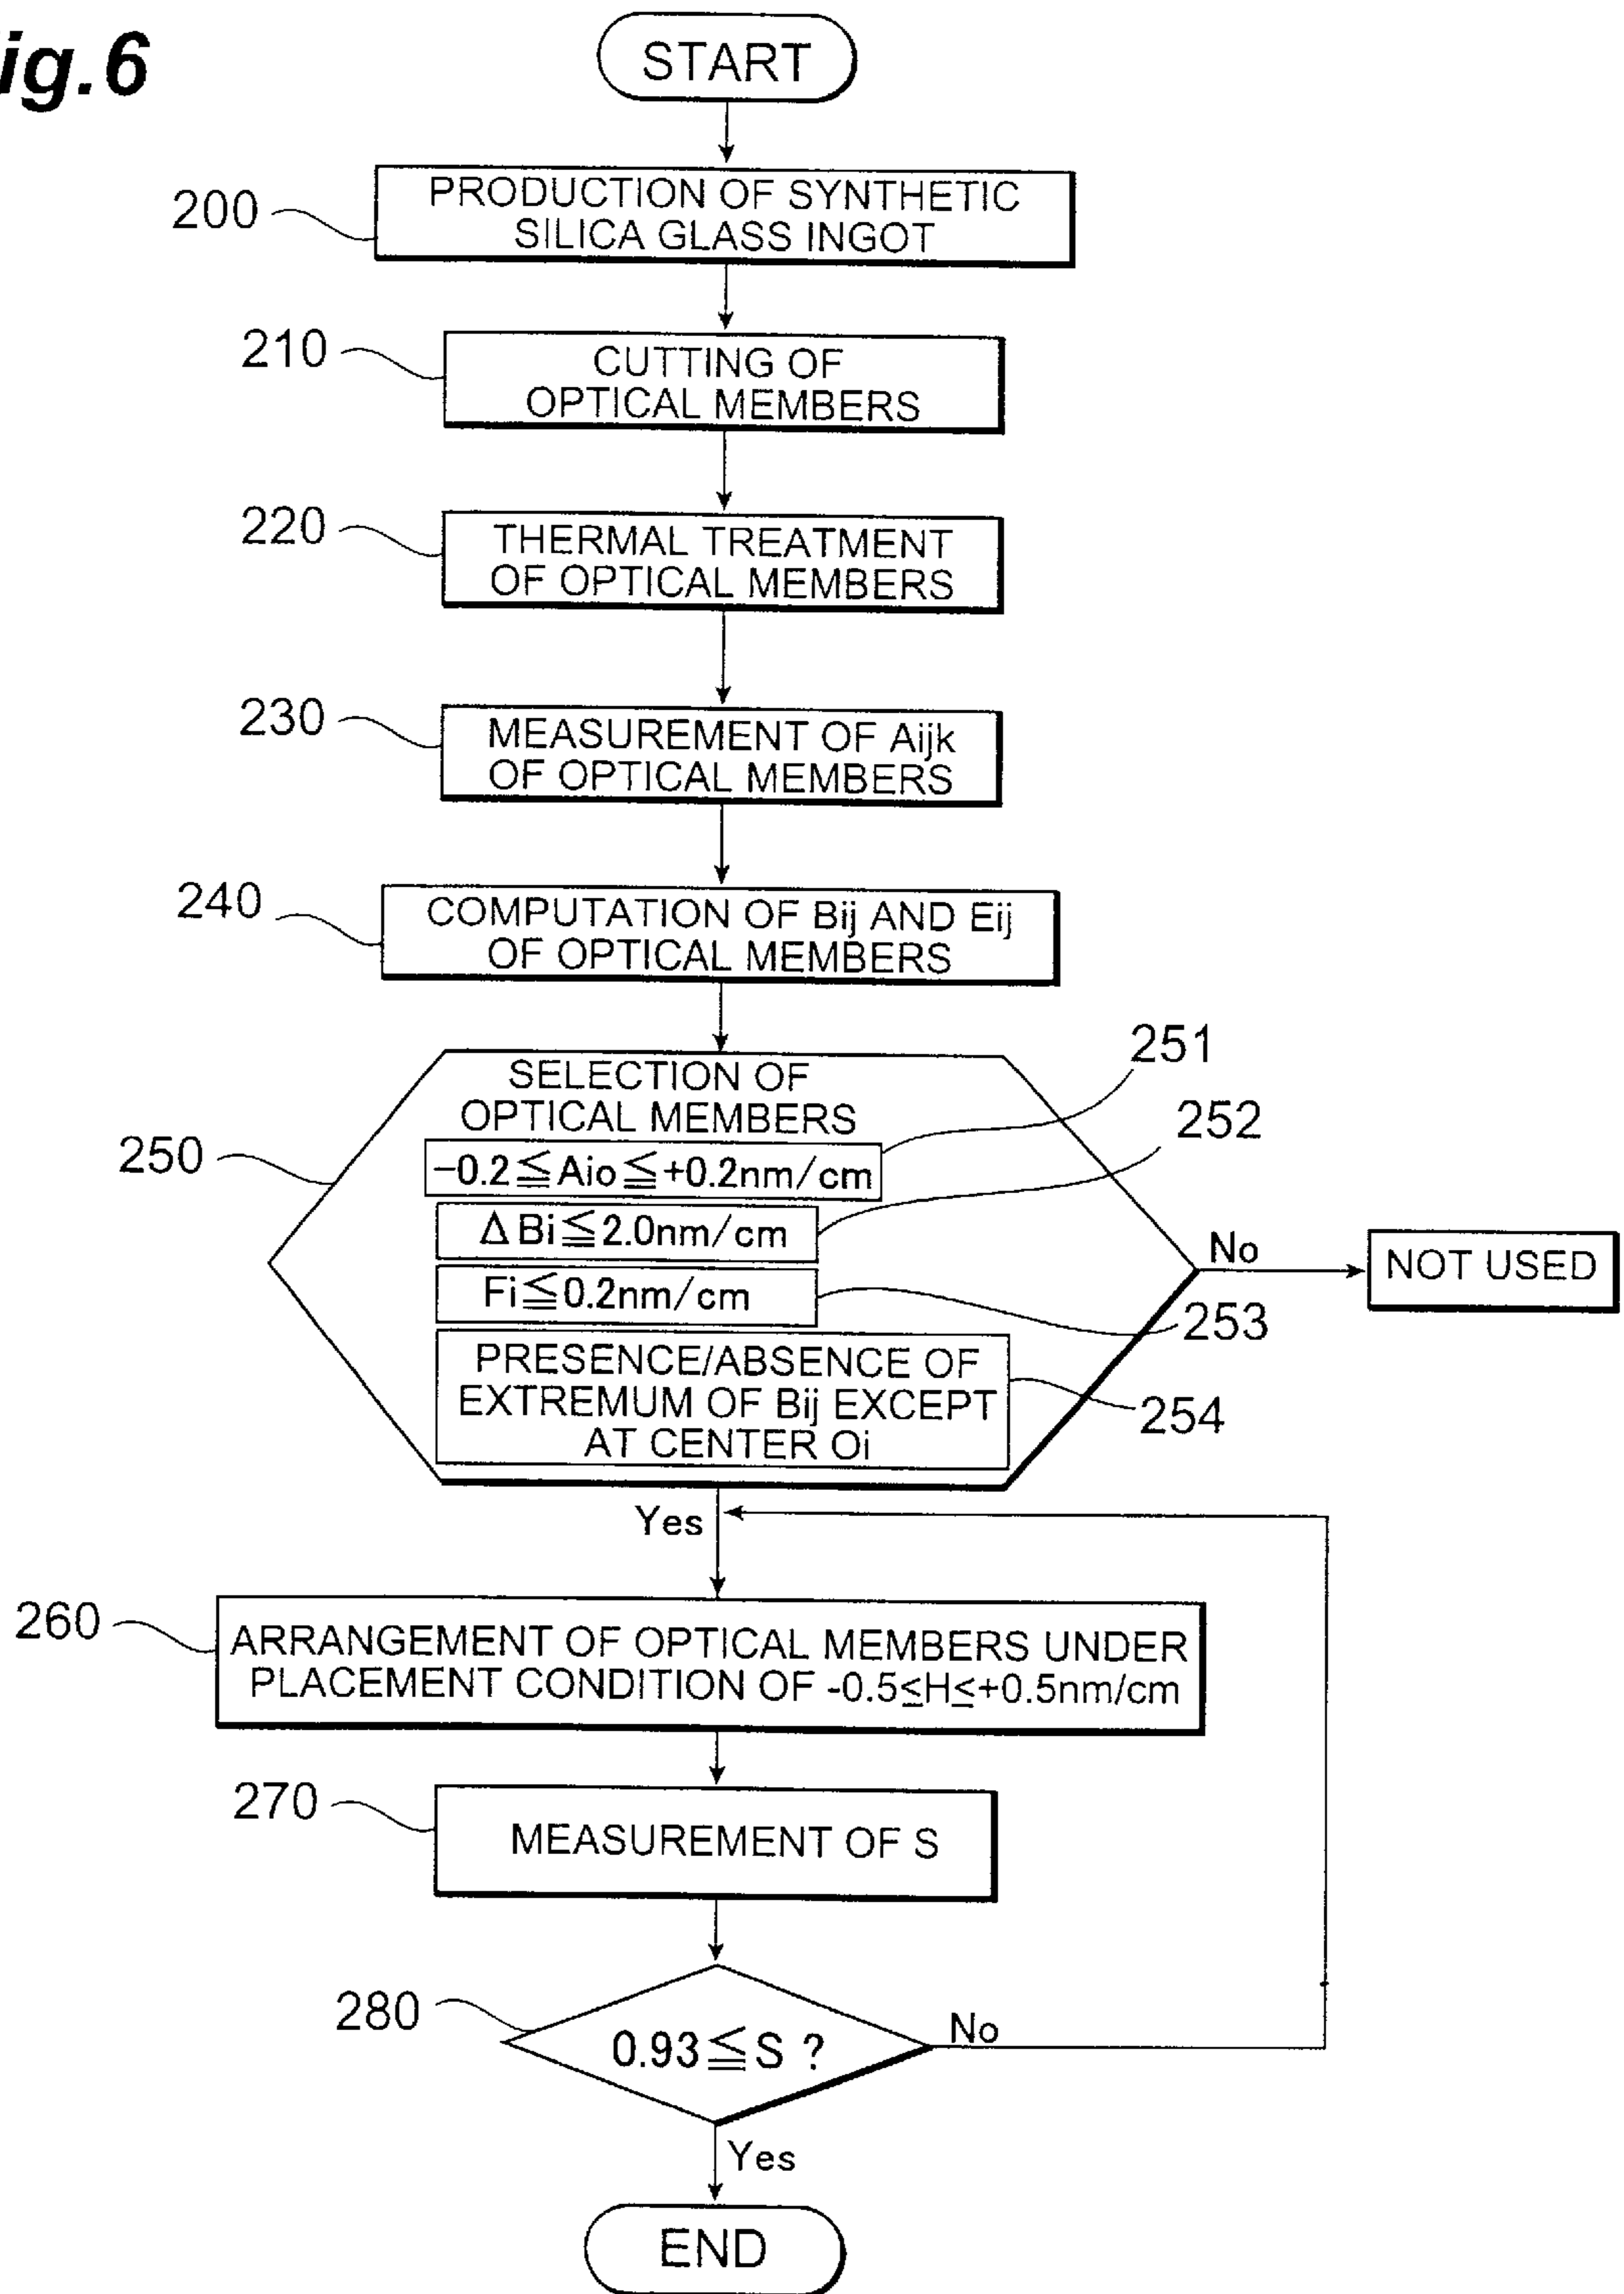 ig.6
START
200
PRODUCTION OF SYNTHETIC
SILICA GLASS INGOT
210
CUTTING OF
OPTICAL MEMBERS
220
THERMAL TREATMENT
OF OPTICAL MEMBERS
230
MEASUREMENT OF Aijk
OF OPTICAL MEMBERS
240
COMPUTATION OF Bij AND Eij
OF OPTICAL MEMBERS
250
SELECTION OF
OPTICAL MEMBERS
251
−0.2≦Aio≦+0.2nm/cm
252
ΔBi≦2.0nm/cm
253
Fi≦0.2nm/cm
254
PRESENCE/ABSENCE OF
EXTREMUM OF Bij EXCEPT
AT CENTER Oi
No
NOT USED
Yes
260
ARRANGEMENT OF OPTICAL MEMBERS UNDER
PLACEMENT CONDITION OF -0.5≤H≤+0.5nm/cm
270
MEASUREMENT OF S
280
0.93≦S ?
No
Yes
END